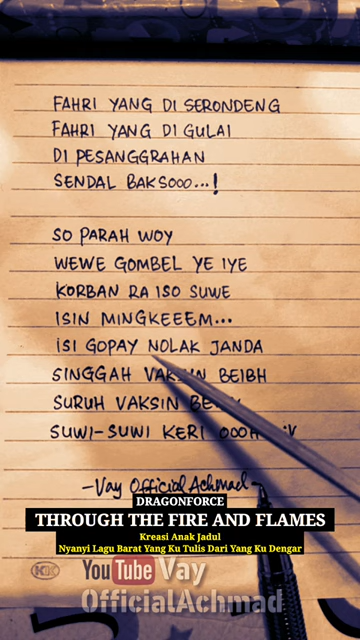 FAHRI YANG DI SERONDENG
FAHRI YANG DI GULAI
DI PESANGGRAHAN
SENDAL BAKSOOO...!
SO PARAH WOY
WEWE GOMBEL YE IYE
KORBAN RA ISO SUWE
ISIN MINGKEEEM...
ISI GOPAY NOLAK JANDA
SINGGAH BEIBH
SURUH VAKSIN
SUWI-SUWI KERI
-Vay Official Achmad-
DRAGONFORCE
THROUGH THE FIRE AND FLAMES
Kreasi Anak Jadul
Nyanyi Lagu Barat Yang Ku Tulis Dari Yang Ku Dengar
YouTube Vay
OfficialAchmad